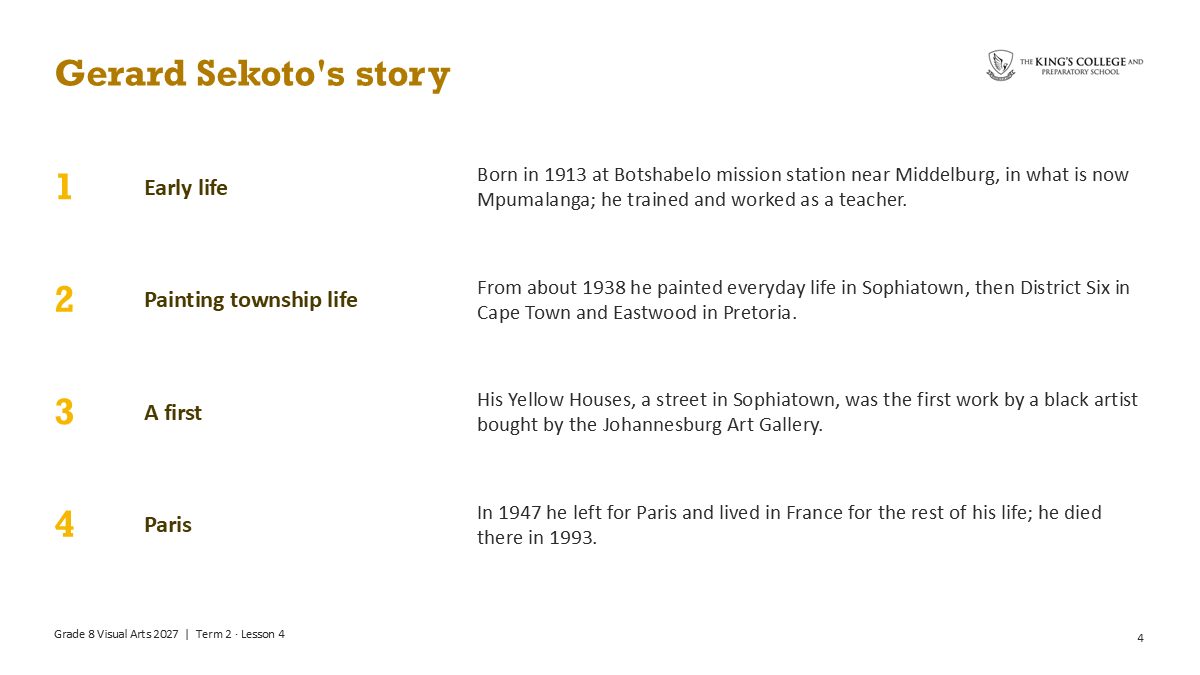 Gerard Sekoto's story
THE KING'S COLLEGE AND
PREPARATORY SCHOOL
1
Early life
Born in 1913 at Botshabelo mission station near Middelburg, in what is now
Mpumalanga; he trained and worked as a teacher.
2
Painting township life
From about 1938 he painted everyday life in Sophiatown, then District Six in
Cape Town and Eastwood in Pretoria.
3
A first
His Yellow Houses, a street in Sophiatown, was the first work by a black artist
bought by the Johannesburg Art Gallery.
4
Paris
In 1947 he left for Paris and lived in France for the rest of his life; he died
there in 1993.
Grade 8 Visual Arts 2027 | Term 2 · Lesson 4
4